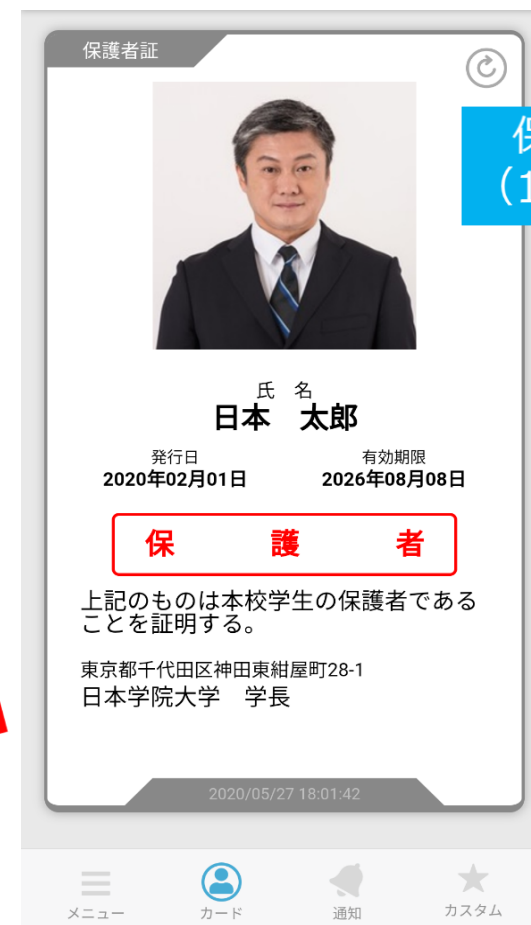 保護者証
保
（1
氏 名
日本 太郎
発行日 有効期限
2020年02月01日 2026年08月08日
保 護 者
上記のものは本校学生の保護者である
ことを証明する。
東京都千代田区神田東紺屋町28-1
日本学院大学 学長
2020/05/27 18:01:42
メニュー カード 通知 カスタム